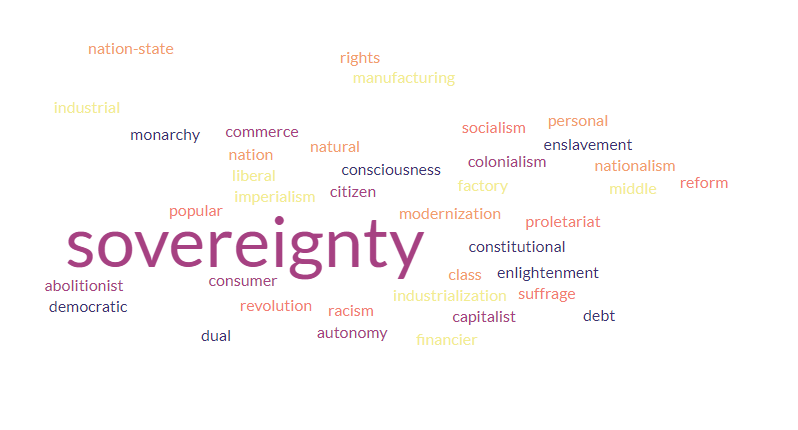 nation-state
rights
manufacturing
industrial
personal
socialism
monarchy
commerce
enslavement
natural
nation
colonialism
nationalism
consciousness
liberal
reform
factory
middle
citizen
imperialism
popular
modernization
proletariat
sovereignty
constitutional
enlightenment
class
consumer
abolitionist
suffrage
industrialization
democratic
revolution
racism
capitalist
debt
autonomy
dual
financier